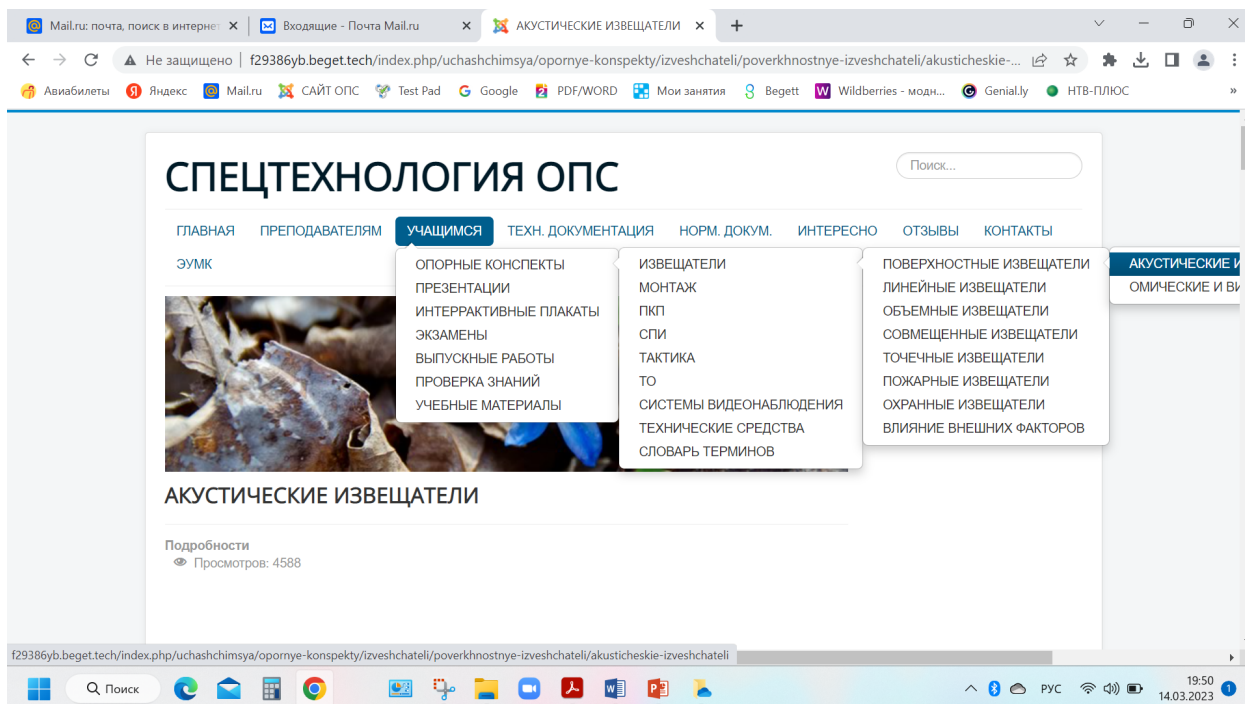 Mail.ru: почта, поиск в интернет
Входящие - Почта Mail.ru
АКУСТИЧЕСКИЕ ИЗВЕЩАТЕЛИ
Не защищено | f29386yb.beget.tech/index.php/uchashchimsya/opornye-konspekty/izveshchateli/poverkhnostnye-izveshchateli/akusticheskie-...
Авиабилеты Яндекс Mail.ru САЙТ ОПС Test Pad Google PDF/WORD Мои занятия Begett Wildberries - модн... Genial.ly НТВ-ПЛЮС »
СПЕЦТЕХНОЛОГИЯ ОПС
Поиск...
ГЛАВНАЯ ПРЕПОДАВАТЕЛЯМ УЧАЩИМСЯ ТЕХН. ДОКУМЕНТАЦИЯ НОРМ. ДОКУМ. ИНТЕРЕСНО ОТЗЫВЫ КОНТАКТЫ
ЭУМК
ОПОРНЫЕ КОНСПЕКТЫ
ПРЕЗЕНТАЦИИ
ИНТЕРРАКТИВНЫЕ ПЛАКАТЫ
ЭКЗАМЕНЫ
ВЫПУСКНЫЕ РАБОТЫ
ПРОВЕРКА ЗНАНИЙ
УЧЕБНЫЕ МАТЕРИАЛЫ
ИЗВЕЩАТЕЛИ
МОНТАЖ
ПКП
СПИ
ТАКТИКА
ТО
СИСТЕМЫ ВИДЕОНАБЛЮДЕНИЯ
ТЕХНИЧЕСКИЕ СРЕДСТВА
СЛОВАРЬ ТЕРМИНОВ
ПОВЕРХНОСТНЫЕ ИЗВЕЩАТЕЛИ
ЛИНЕЙНЫЕ ИЗВЕЩАТЕЛИ
ОБЪЕМНЫЕ ИЗВЕЩАТЕЛИ
СОВМЕЩЕННЫЕ ИЗВЕЩАТЕЛИ
ТОЧЕЧНЫЕ ИЗВЕЩАТЕЛИ
ПОЖАРНЫЕ ИЗВЕЩАТЕЛИ
ОХРАННЫЕ ИЗВЕЩАТЕЛИ
ВЛИЯНИЕ ВНЕШНИХ ФАКТОРОВ
АКУСТИЧЕСКИЕ И
ОМИЧЕСКИЕ И ВИ
АКУСТИЧЕСКИЕ ИЗВЕЩАТЕЛИ
Подробности
Просмотров: 4588
f29386yb.beget.tech/index.php/uchashchimsya/opornye-konspekty/izveshchateli/poverkhnostnye-izveshchateli/akusticheskie-izveshchateli
Поиск
РУС
19:50
14.03.2023
1